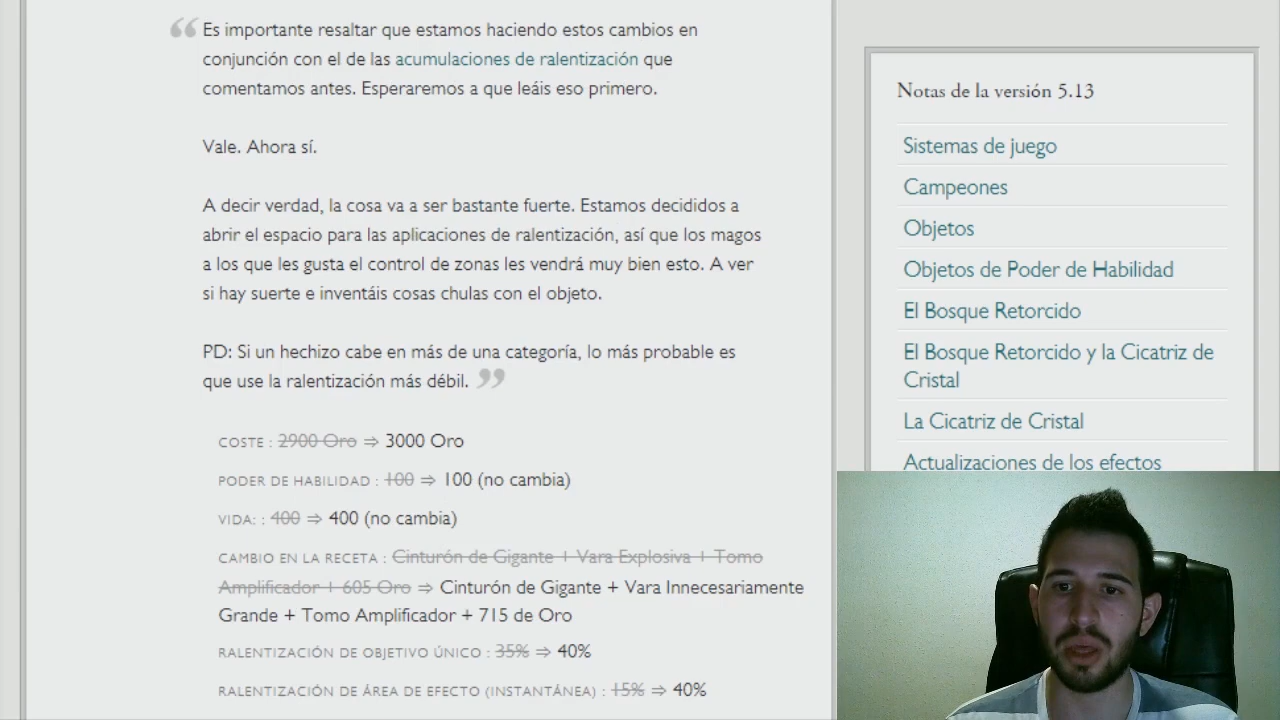 Es importante resaltar que estamos haciendo estos cambios en
conjunción con el de las acumulaciones de ralentización que
comentamos antes. Esperaremos a que leáis eso primero.
Vale. Ahora sí.
A decir verdad, la cosa va a ser bastante fuerte. Estamos decididos a
abrir el espacio para las aplicaciones de ralentización, así que los magos
a los que les gusta el control de zonas les vendrá muy bien esto. A ver
si hay suerte e inventáis cosas chulas con el objeto.
PD: Si un hechizo cabe en más de una categoría, lo más probable es
que use la ralentización más débil.
COSTE : 2900 Oro ⇒ 3000 Oro
PODER DE HABILIDAD : 100 ⇒ 100 (no cambia)
VIDA: : 400 ⇒ 400 (no cambia)
CAMBIO EN LA RECETA : Cinturón de Gigante + Vara Explosiva + Tomo
Amplificador + 605 Oro ⇒ Cinturón de Gigante + Vara Innecesariamente
Grande + Tomo Amplificador + 715 de Oro
RALENTIZACIÓN DE OBJETIVO ÚNICO : 35% ⇒ 40%
RALENTIZACIÓN DE ÁREA DE EFECTO (INSTANTÁNEA) : 15% ⇒ 40%
Notas de la versión 5.13
Sistemas de juego
Campeones
Objetos
Objetos de Poder de Habilidad
El Bosque Retorcido
El Bosque Retorcido y la Cicatriz de
Cristal
La Cicatriz de Cristal
Actualizaciones de los efectos